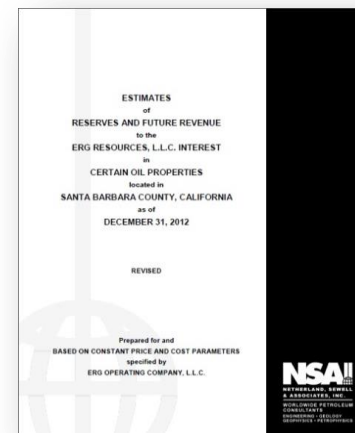 ESTIMATES
of
RESERVES AND FUTURE REVENUE
to the
ERG RESOURCES, L.L.C. INTEREST
in
CERTAIN OIL PROPERTIES
located in
SANTA BARBARA COUNTY, CALIFORNIA
as of
DECEMBER 31, 2012
REVISED
Prepared for and
BASED ON CONSTANT PRICE AND COST PARAMETERS
specified by
ERG OPERATING COMPANY, L.L.C.
NSAI
NETHERLAND, SEWELL
& ASSOCIATES, INC.
WORLDWIDE PETROLEUM
CONSULTANTS
ENGINEERING • GEOLOGY
GEOPHYSICS • PETROPHYSICS